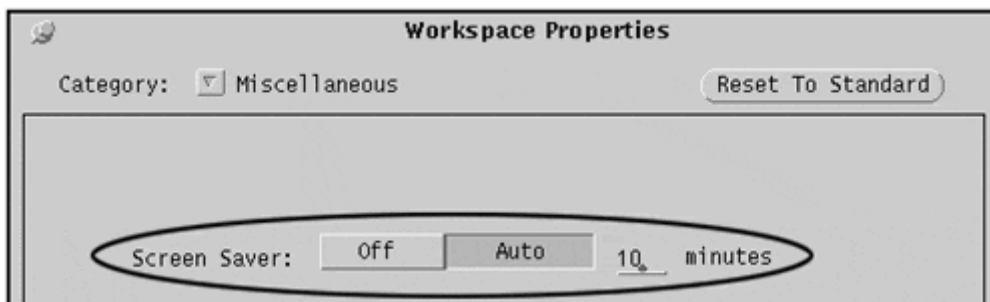 Workspace Properties
Category: Miscellaneous Reset To Standard
Screen Saver: Off Auto 10 minutes